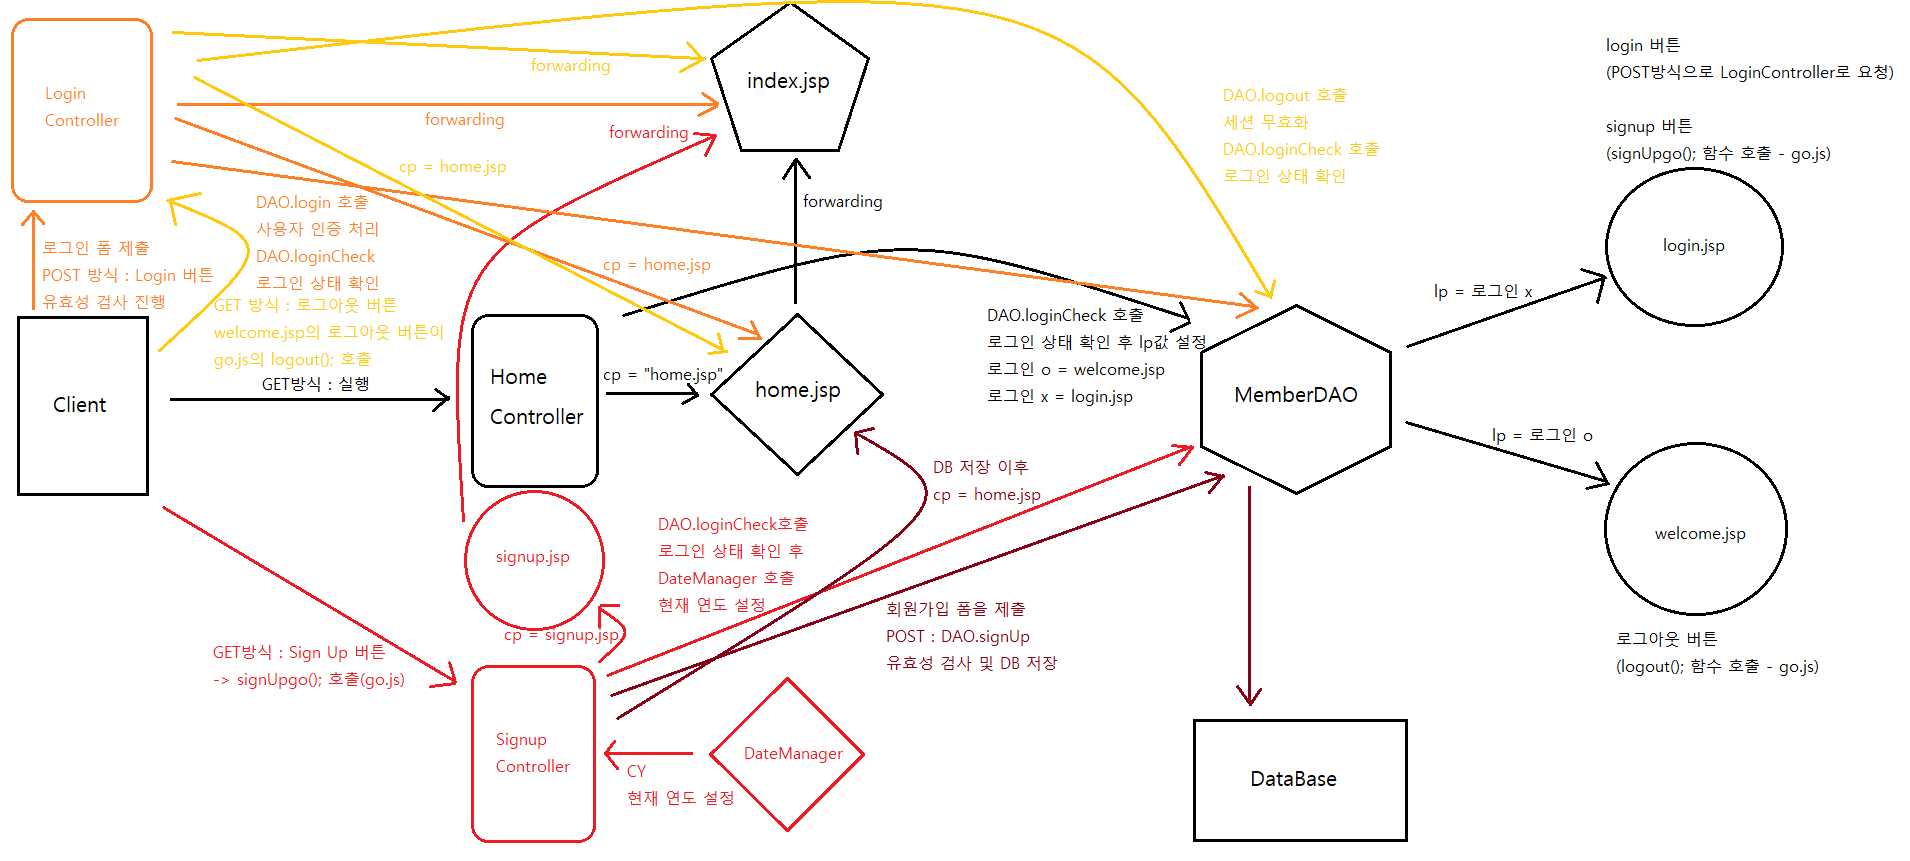 Login
Controller
forwarding
forwarding
forwarding
cp = home.jsp
index.jsp
forwarding
DAO.logout 호출
세션 무효화
DAO.loginCheck 호출
로그인 상태 확인
login 버튼
(POST방식으로 LoginController로 요청)
signup 버튼
(signUpgo(); 함수 호출 - go.js)
login.jsp
DAO.login 호출
사용자 인증 처리
DAO.loginCheck
로그인 상태 확인
로그인 폼 제출
POST 방식 : Login 버튼
유효성 검사 진행
GET 방식 : 로그아웃 버튼
welcome.jsp의 로그아웃 버튼이
go.js의 logout(); 호출
cp = home.jsp
Client
GET방식 : 실행
Home
Controller
cp = "home.jsp"
home.jsp
DAO.loginCheck 호출
로그인 상태 확인 후 lp값 설정
로그인 o = welcome.jsp
로그인 x = login.jsp
MemberDAO
lp = 로그인 x
lp = 로그인 o
welcome.jsp
로그아웃 버튼
(logout(); 함수 호출 - go.js)
DB 저장 이후
cp = home.jsp
signup.jsp
DAO.loginCheck호출
로그인 상태 확인 후
DateManager 호출
현재 연도 설정
cp = signup.jsp
GET방식 : Sign Up 버튼
-> signUpgo(); 호출(go.js)
회원가입 폼을 제출
POST : DAO.signUp
유효성 검사 및 DB 저장
Signup
Controller
CY
현재 연도 설정
DateManager
DataBase